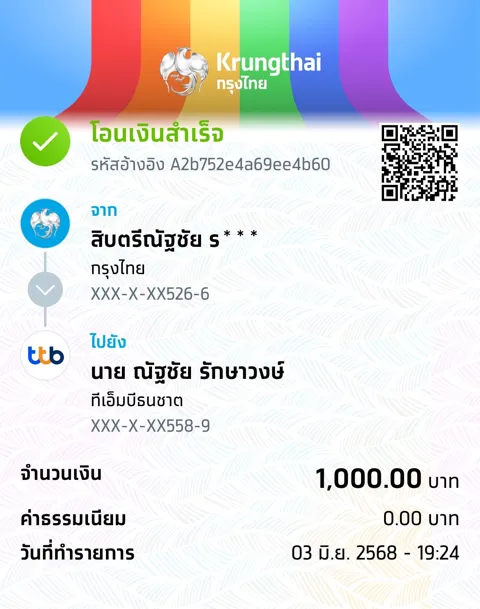 Krungthai
กรุงไทย
โอนเงินสำเร็จ
รหัสอ้างอิง A2b752e4a69ee4b60
จาก
สิบตรีณัฐชัย ร***
กรุงไทย
XXX-X-XX526-6
ttb
ไปยัง
นาย ณัฐชัย รักษาวงษ์
ทีเอ็มบีธนชาต
XXX-X-XX558-9
จำนวนเงิน 1,000.00 บาท
ค่าธรรมเนียม 0.00 บาท
วันที่ทำรายการ 03 มิ.ย. 2568 - 19:24